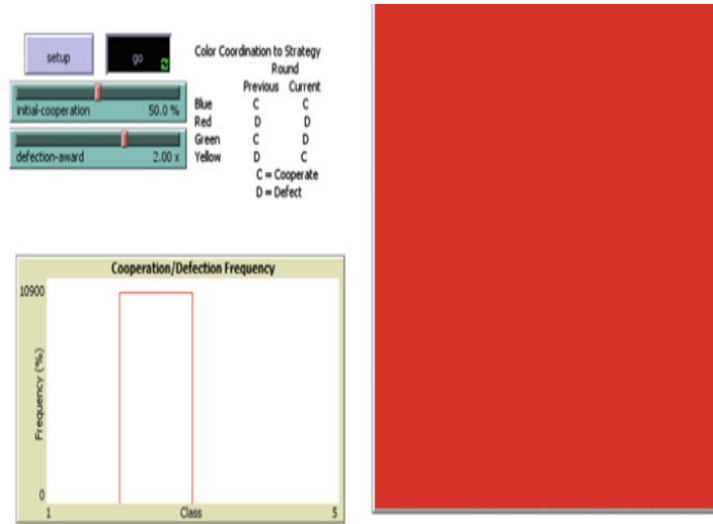 setup
go
initial-cooperation 50.0 %
defection-award 2.00 x
Color Coordination to Strategy
Round
Previous Current
Blue C C
Red D D
Green C D
Yellow D C
C = Cooperate
D = Defect
Cooperation/Defection Frequency
10900
Frequency (%)
0
1
Class
5